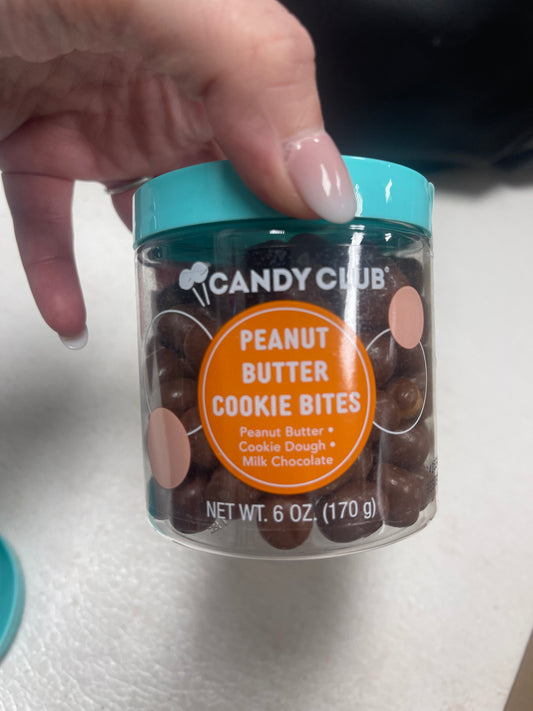 CANDY CLUB®
PEANUT
BUTTER
COOKIE BITES
Peanut Butter •
Cookie Dough •
Milk Chocolate
NET WT. 6 OZ. (170 g)